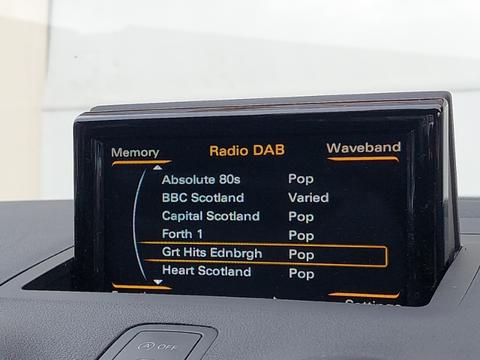 Memory Radio DAB Waveband
Absolute 80s Pop
BBC Scotland Varied
Capital Scotland Pop
Forth 1 Pop
Grt Hits Ednbrgh Pop
Heart Scotland Pop
Settings
OFF